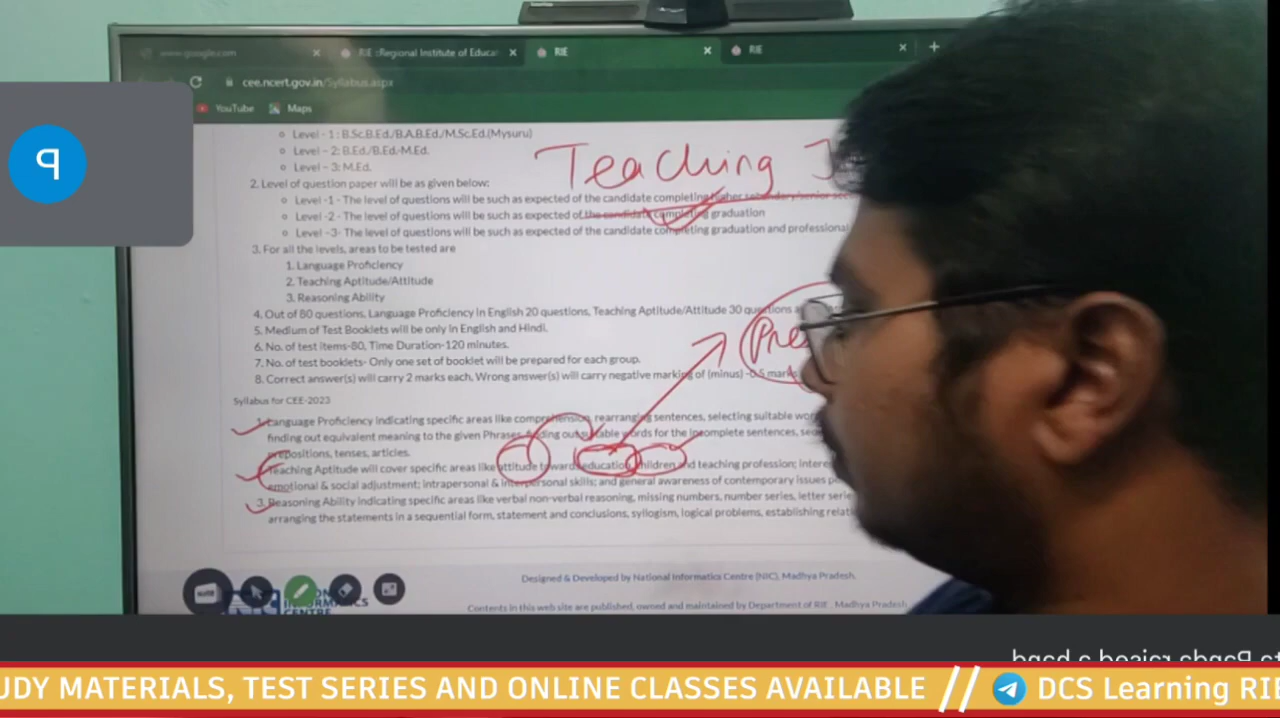 www.google.com
RIE :Regional Institute of Educat
RIE
RIE
cee.ncert.gov.in/Syllabus.aspx
YouTube
Maps
Level - 1 : B.Sc.B.Ed./B.A.B.Ed./M.Sc.Ed.(Mysuru)
Level - 2: B.Ed./B.Ed.-M.Ed.
Level - 3: M.Ed.
Teaching
2. Level of question paper will be as given below:
Level -1 - The level of questions will be such as expected of the candidate completing higher secondary/senior sec
Level -2 - The level of questions will be such as expected of the candidate completing graduation
Level -3- The level of questions will be such as expected of the candidate completing graduation and professional
3. For all the levels, areas to be tested are
1. Language Proficiency
2. Teaching Aptitude/Attitude
3. Reasoning Ability
4. Out of 80 questions, Language Proficiency in English 20 questions, Teaching Aptitude/Attitude 30 questions a
5. Medium of Test Booklets will be only in English and Hindi.
Pre
6. No. of test items-80, Time Duration-120 minutes.
7. No. of test booklets- Only one set of booklet will be prepared for each group.
8. Correct answer(s) will carry 2 marks each, Wrong answer(s) will carry negative marking of (minus) -0.5 marks
Syllabus for CEE-2023
1. Language Proficiency indicating specific areas like comprehension, rearranging sentences, selecting suitable wor
finding out equivalent meaning to the given Phrases, finding out suitable words for the incomplete sentences, se
prepositions, tenses, articles.
Teaching Aptitude will cover specific areas like attitude towards education, children and teaching profession; intere
emotional & social adjustment; intrapersonal & interpersonal skills; and general awareness of contemporary issues pe
3. Reasoning Ability indicating specific areas like verbal non-verbal reasoning, missing numbers, number series, letter serie
arranging the statements in a sequential form, statement and conclusions, syllogism, logical problems, establishing relati
Designed & Developed by National Informatics Centre (NIC), Madhya Pradesh.
INFORMATICS
CENTRE
Contents in this web site are published, owned and maintained by Department of RIE , Madhya Pradesh
UDY MATERIALS, TEST SERIES AND ONLINE CLASSES AVAILABLE // DCS Learning RIE